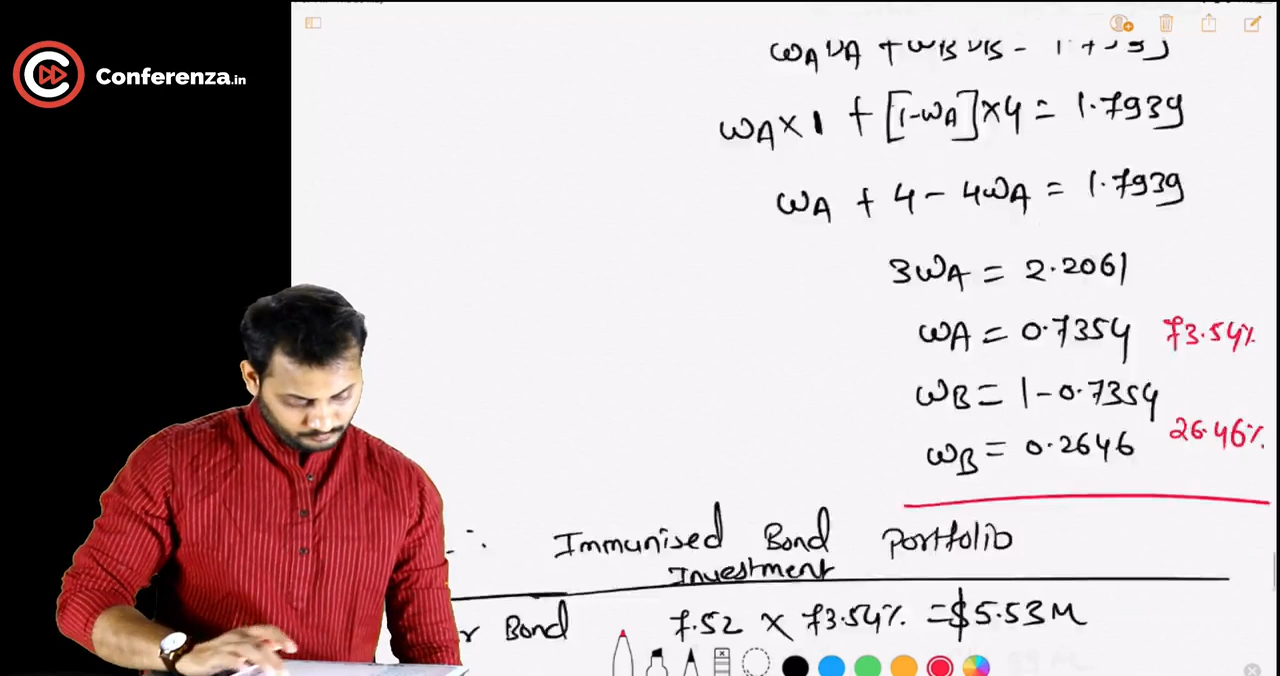 Conferenza.in
ωA×1 + [1-ωA]×4 = 1.7939
ωA + 4 - 4ωA = 1.7939
3ωA = 2.2061
ωA = 0.7354 73.54%
ωB = 1-0.7354
ωB = 0.2646 26.46%
∴ Immunised Bond Portfolio
Investment
r Bond 7.52 × 73.54% = $5.53M